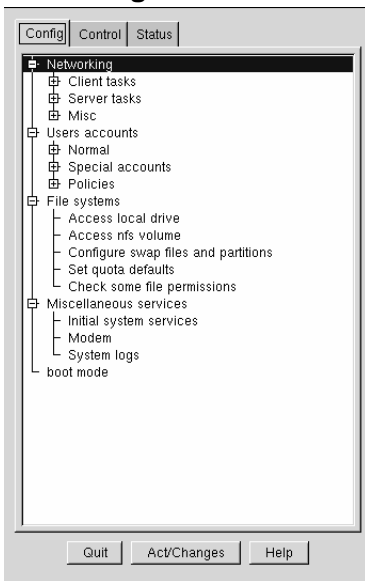 Config Control Status
Networking
Client tasks
Server tasks
Misc
Users accounts
Normal
Special accounts
Policies
File systems
Access local drive
Access nfs volume
Configure swap files and partitions
Set quota defaults
Check some file permissions
Miscellaneous services
Initial system services
Modem
System logs
boot mode
Quit Act/Changes Help